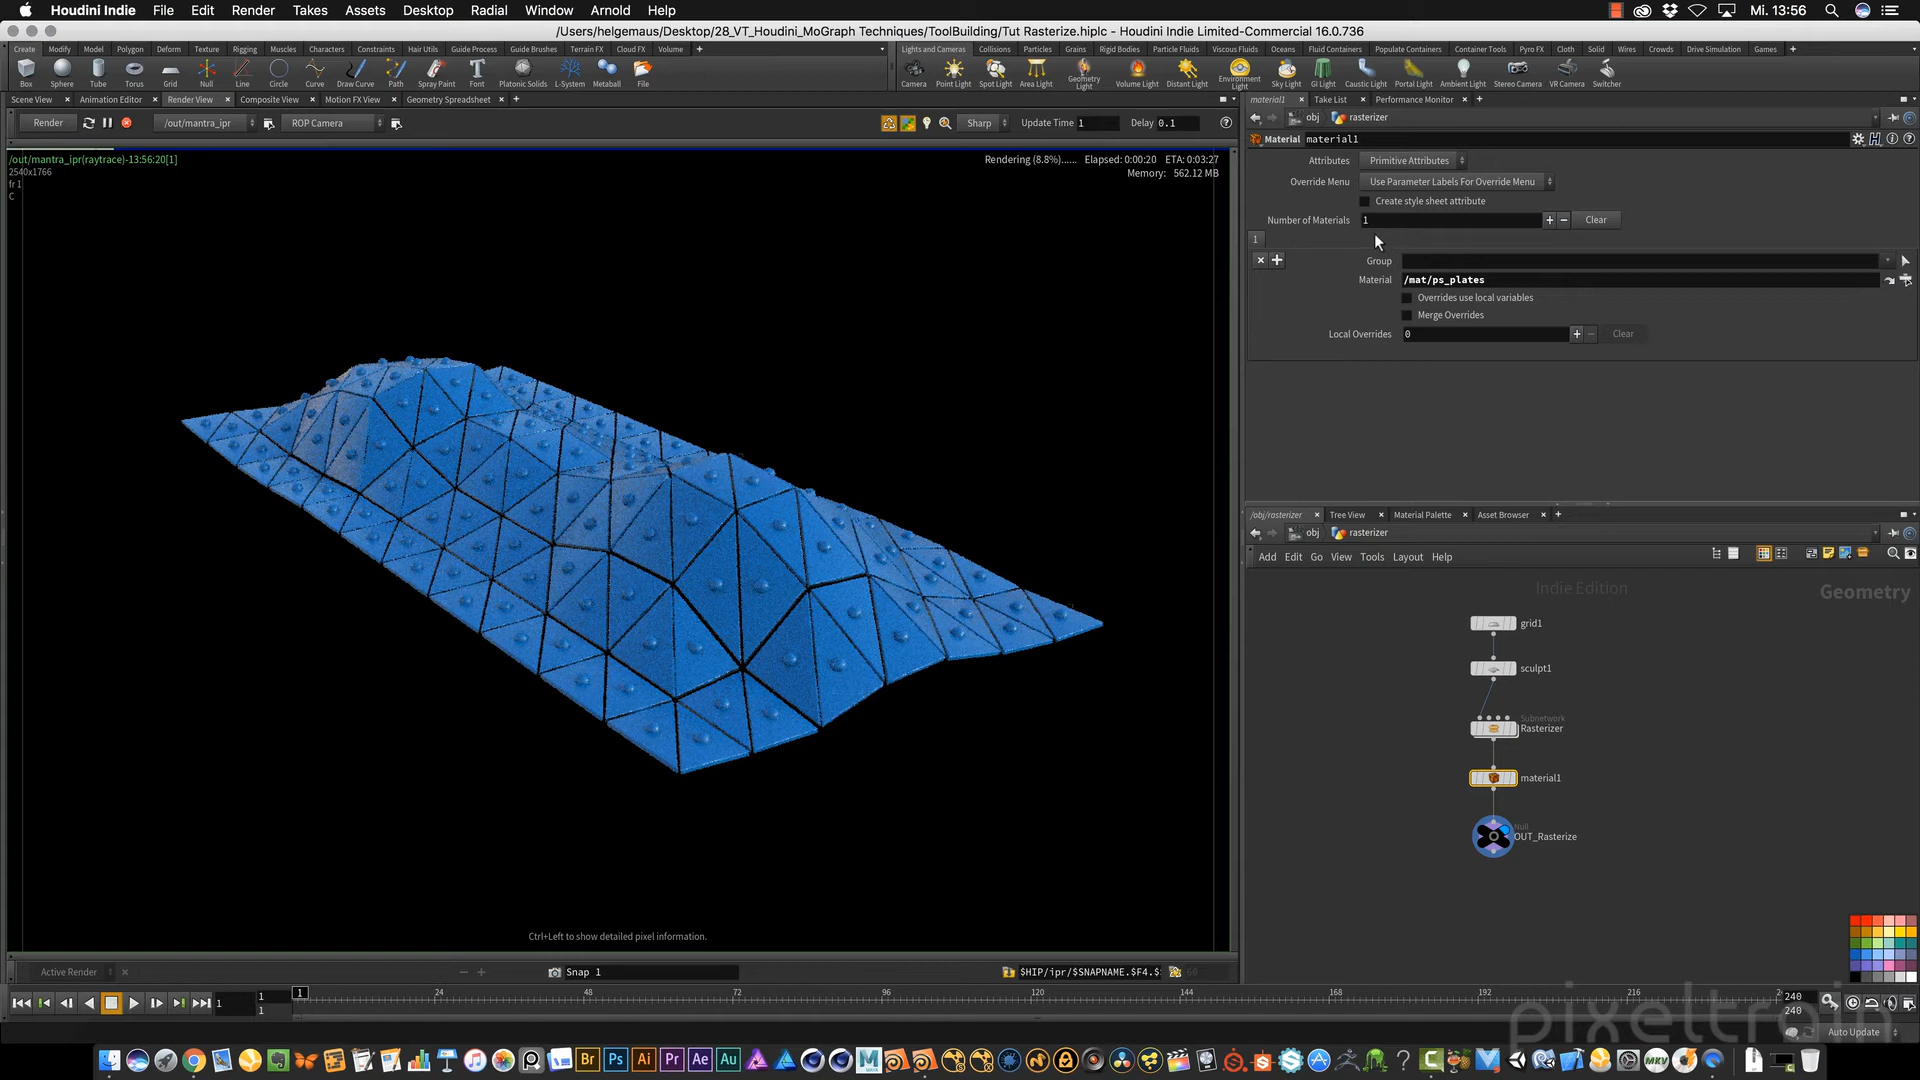 Houdini Indie File Edit Render Takes Assets Desktop Radial Window Arnold Help Mi. 13:56
/Users/helgemaus/Desktop/28_VT_Houdini_MoGraph Techniques/ToolBuilding/Tut Rasterize.hiplc - Houdini Indie Limited-Commercial 16.0.736
Create Modify Model Polygon Deform Texture Rigging Muscles Characters Constraints Hair Utils Guide Process Guide Brushes Terrain FX Cloud FX Volume
Lights and Cameras Collisions Particles Grains Rigid Bodies Particle Fluids Viscous Fluids Oceans Fluid Containers Populate Containers Container Tools Pyro FX Cloth Solid Wires Crowds Drive Simulation Games
Box Sphere Tube Torus Grid Null Line Circle Curve Draw Curve Path Spray Paint Font Platonic Solids L-System Metaball File
Camera Point Light Spot Light Area Light Geometry Light Volume Light Distant Light Environment Light Sky Light GI Light Caustic Light Portal Light Ambient Light Stereo Camera VR Camera Switcher
Scene View Animation Editor Render View Composite View Motion FX View Geometry Spreadsheet
material1 Take List Performance Monitor
Render /out/mantra_ipr ROP Camera Sharp Update Time 1 Delay 0.1
obj rasterizer
Material material1
/out/mantra_ipr(raytrace)-13:56:20[1]
2540x1766
fr 1
C
Rendering (8.8%)..... Elapsed: 0:00:20 ETA: 0:03:27
Memory: 562.12 MB
Attributes Primitive Attributes
Override Menu Use Parameter Labels For Override Menu
Create style sheet attribute
Number of Materials 1 Clear
1
Group
Material /mat/ps_plates
Overrides use local variables
Merge Overrides
Local Overrides 0 Clear
/obj/rasterizer Tree View Material Palette Asset Browser
obj rasterizer
Add Edit Go View Tools Layout Help
Indie Edition
Geometry
grid1
sculpt1
Subnetwork
Rasterizer
material1
Null
OUT_Rasterize
Ctrl+Left to show detailed pixel information.
Active Render Snap 1 $HIP/ipr/$SNAPNAME.$F4.$ 60
1 1 1 1 24 48 72 96 120 144 168 192 216 240 240
Auto Update
pixeltrain
Br Ps Ai Pr Ae Au
MAYA
MKV